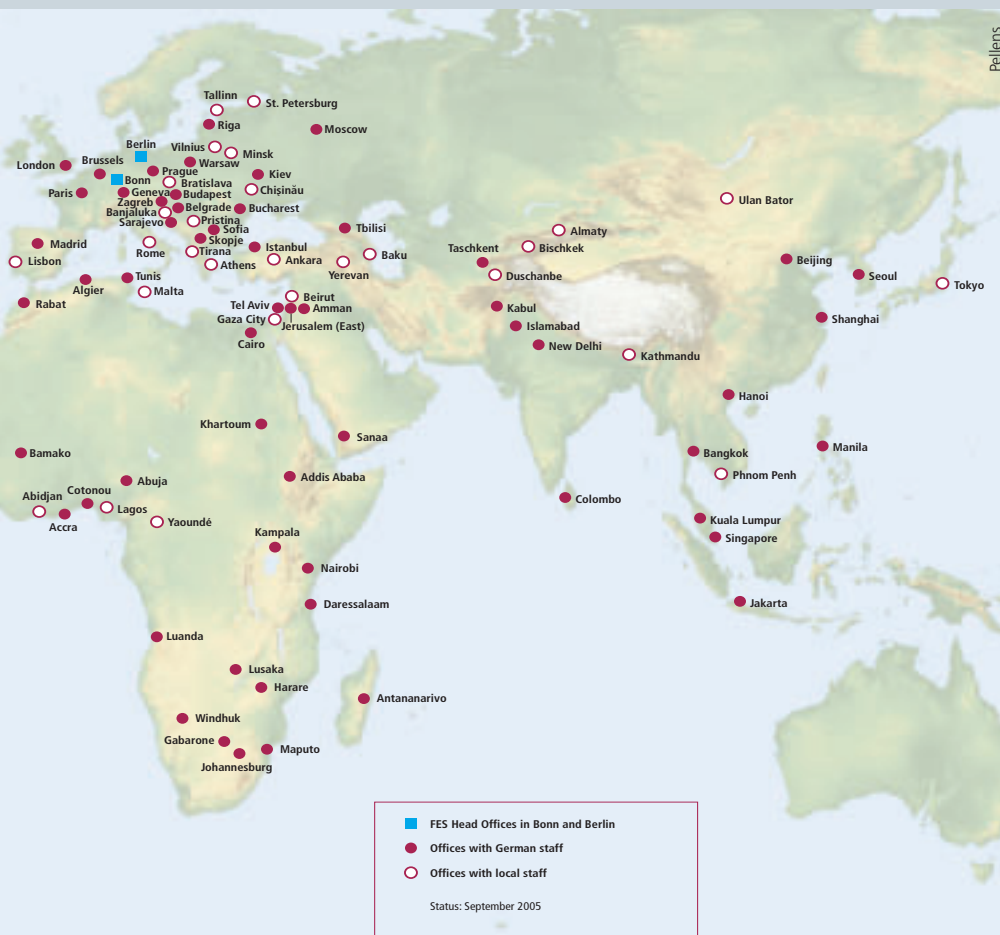 Pellens
Tallinn
St. Petersburg
Riga
Moscow
Berlin
Vilnius
Minsk
London
Brussels
Warsaw
Prague
Kiev
Bonn
Bratislava
Chişinău
Paris
Geneva
Budapest
Zagreb
Belgrade
Bucharest
Banjaluka
Pristina
Sarajevo
Sofia
Tbilisi
Skopje
Madrid
Rome
Tirana
Istanbul
Ankara
Baku
Lisbon
Athens
Yerevan
Tunis
Algier
Malta
Rabat
Beirut
Tel Aviv
Amman
Gaza City
Jerusalem (East)
Cairo
Ulan Bator
Almaty
Taschkent
Bischkek
Duschanbe
Beijing
Seoul
Tokyo
Kabul
Islamabad
Shanghai
New Delhi
Kathmandu
Hanoi
Khartoum
Sanaa
Bamako
Bangkok
Manila
Abuja
Addis Ababa
Phnom Penh
Cotonou
Abidjan
Lagos
Colombo
Accra
Yaoundé
Kampala
Kuala Lumpur
Singapore
Nairobi
Daressalaam
Jakarta
Luanda
Lusaka
Harare
Antananarivo
Windhuk
Gabarone
Maputo
Johannesburg
FES Head Offices in Bonn and Berlin
Offices with German staff
Offices with local staff
Status: September 2005